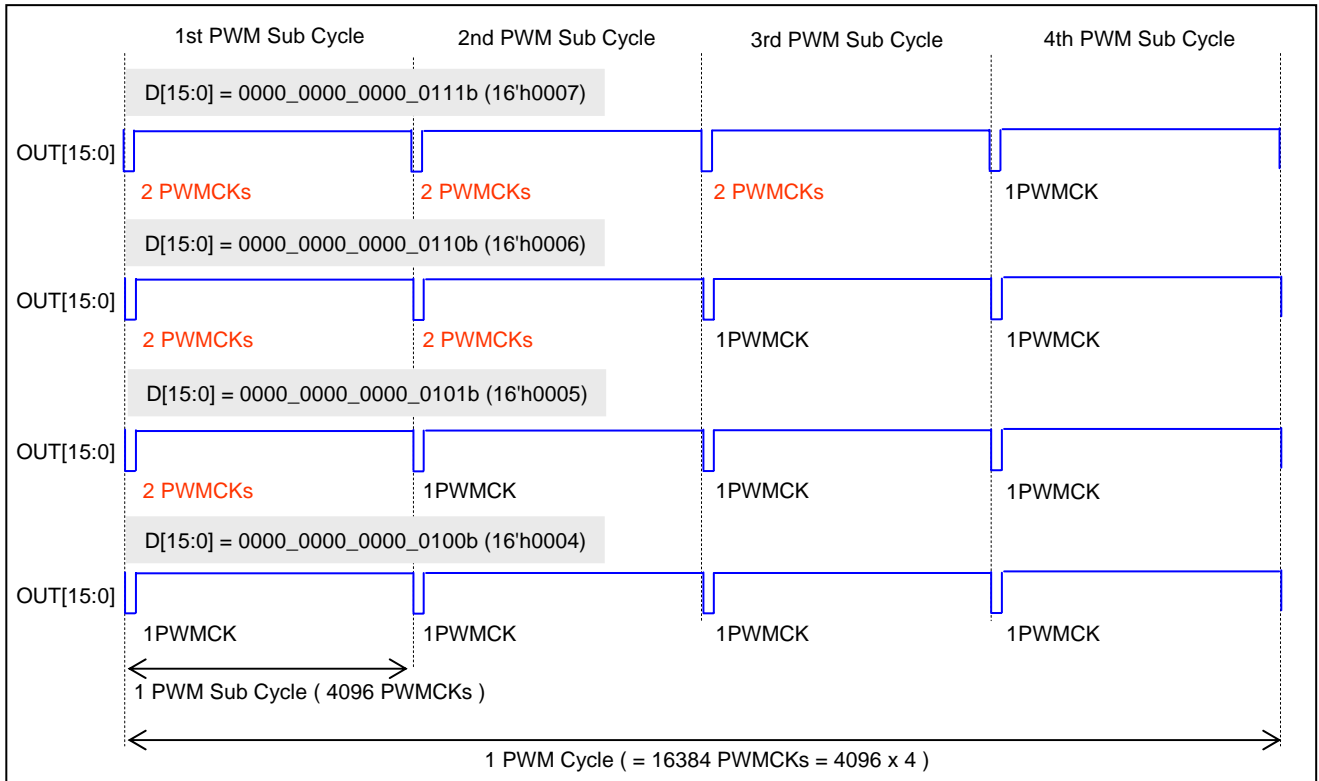 1st PWM Sub Cycle 2nd PWM Sub Cycle 3rd PWM Sub Cycle 4th PWM Sub Cycle
D[15:0] = 0000_0000_0000_0111b (16'h0007)
OUT[15:0]
2 PWMCKs 2 PWMCKs 2 PWMCKs 1PWMCK
D[15:0] = 0000_0000_0000_0110b (16'h0006)
OUT[15:0]
2 PWMCKs 2 PWMCKs 1PWMCK 1PWMCK
D[15:0] = 0000_0000_0000_0101b (16'h0005)
OUT[15:0]
2 PWMCKs 1PWMCK 1PWMCK 1PWMCK
D[15:0] = 0000_0000_0000_0100b (16'h0004)
OUT[15:0]
1PWMCK 1PWMCK 1PWMCK 1PWMCK
1 PWM Sub Cycle ( 4096 PWMCKs )
1 PWM Cycle ( = 16384 PWMCKs = 4096 x 4 )